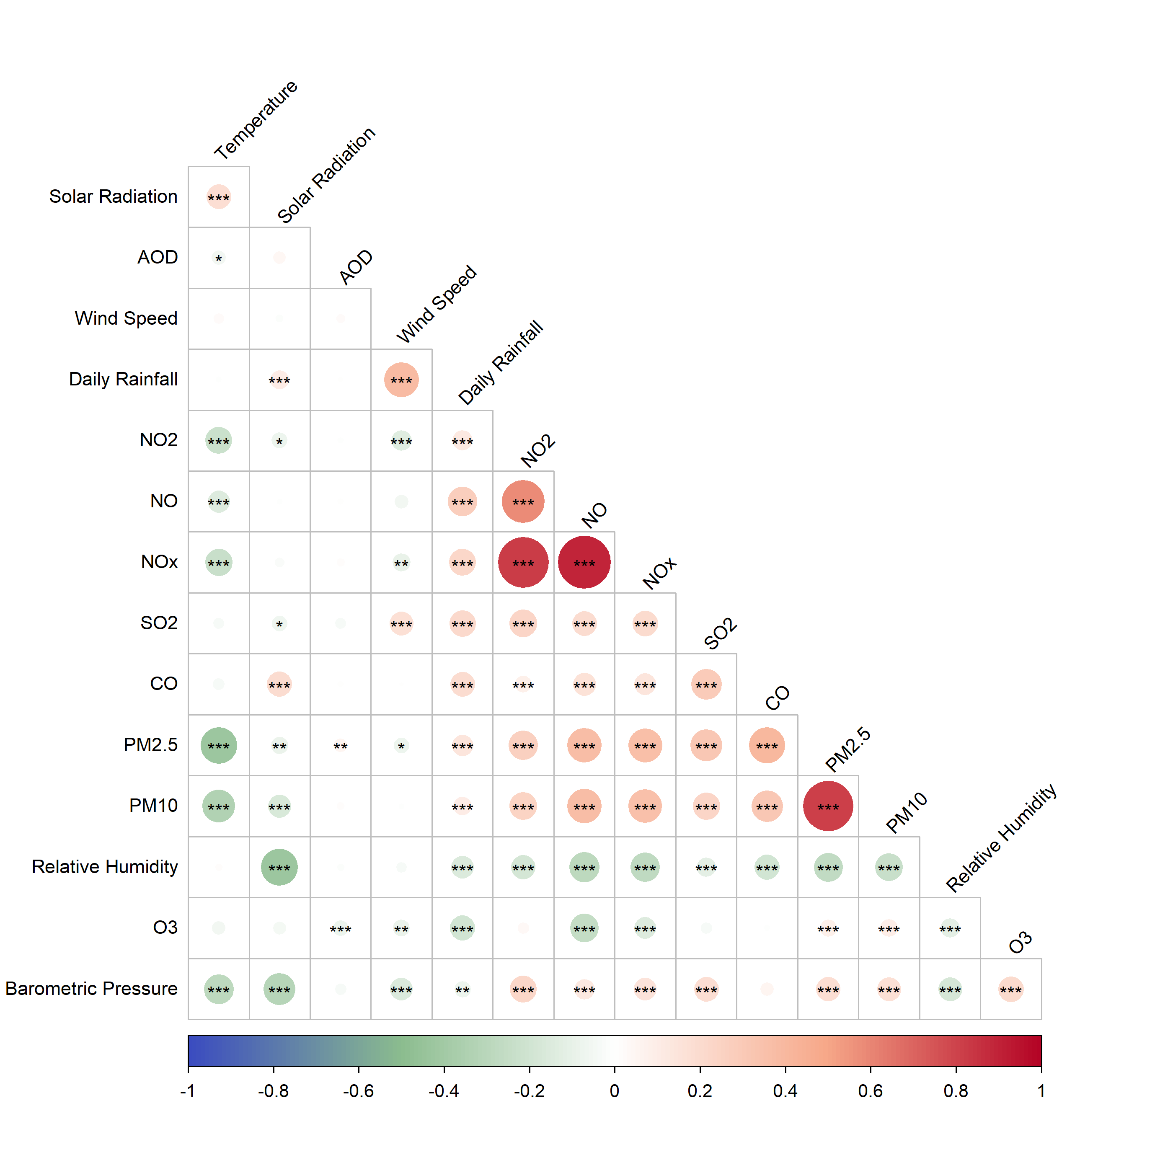 Temperature
Solar Radiation *** Solar Radiation
AOD * AOD
Wind Speed Wind Speed
Daily Rainfall *** *** Daily Rainfall
NO2 *** * *** *** NO2
NO *** *** *** NO
NOx *** ** *** *** *** NOx
SO2 * *** *** *** *** *** SO2
CO *** *** *** *** *** *** CO
PM2.5 *** ** ** * *** *** *** *** *** *** PM2.5
PM10 *** *** *** *** *** *** *** *** *** PM10
Relative Humidity *** *** *** *** *** *** *** *** *** Relative Humidity
O3 *** ** *** *** *** *** *** *** O3
Barometric Pressure *** *** *** ** *** *** *** *** *** *** *** ***
-1 -0.8 -0.6 -0.4 -0.2 0 0.2 0.4 0.6 0.8 1